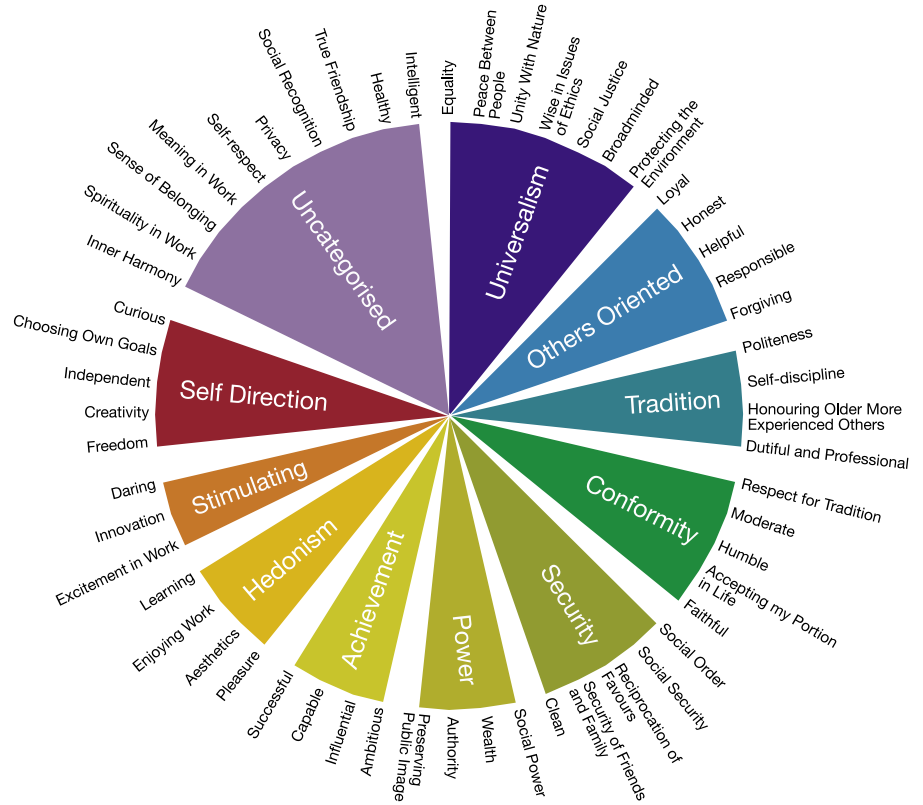 Universalism
Equality
Peace Between
People
Unity With Nature
Wise in Issues
of Ethics
Social Justice
Broadminded
Protecting the
Environment
Others Oriented
Loyal
Honest
Helpful
Responsible
Forgiving
Tradition
Politeness
Self-discipline
Honouring Older More
Experienced Others
Dutiful and Professional
Conformity
Respect for Tradition
Moderate
Humble
Accepting my Portion
in Life
Faithful
Security
Social Order
Social Security
Reciprocation of
Favours
Security of Friends
and Family
Clean
Power
Social Power
Wealth
Authority
Preserving
Public Image
Achievement
Ambitious
Influential
Capable
Successful
Hedonism
Pleasure
Aesthetics
Enjoying Work
Learning
Stimulating
Excitement in Work
Innovation
Daring
Self Direction
Freedom
Creativity
Independent
Choosing Own Goals
Curious
Uncategorised
Inner Harmony
Spirituality in Work
Sense of Belonging
Meaning in Work
Self-respect
Privacy
Social Recognition
True Friendship
Healthy
Intelligent